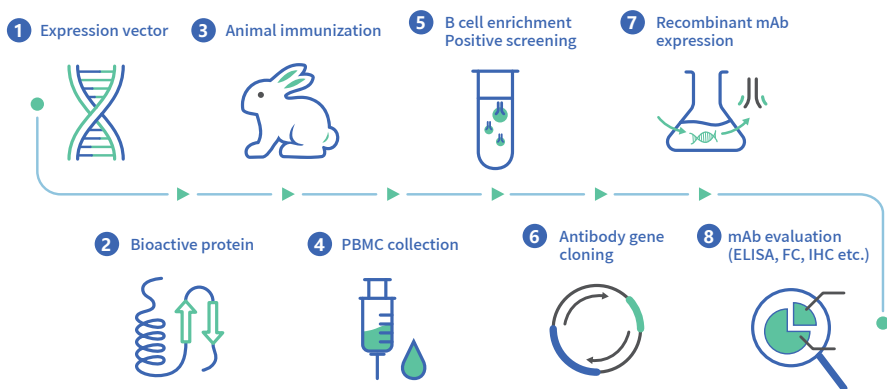 1 Expression vector
3 Animal immunization
5 B cell enrichment
Positive screening
7 Recombinant mAb
expression
2 Bioactive protein
4 PBMC collection
6 Antibody gene
cloning
8 mAb evaluation
(ELISA, FC, IHC etc.)